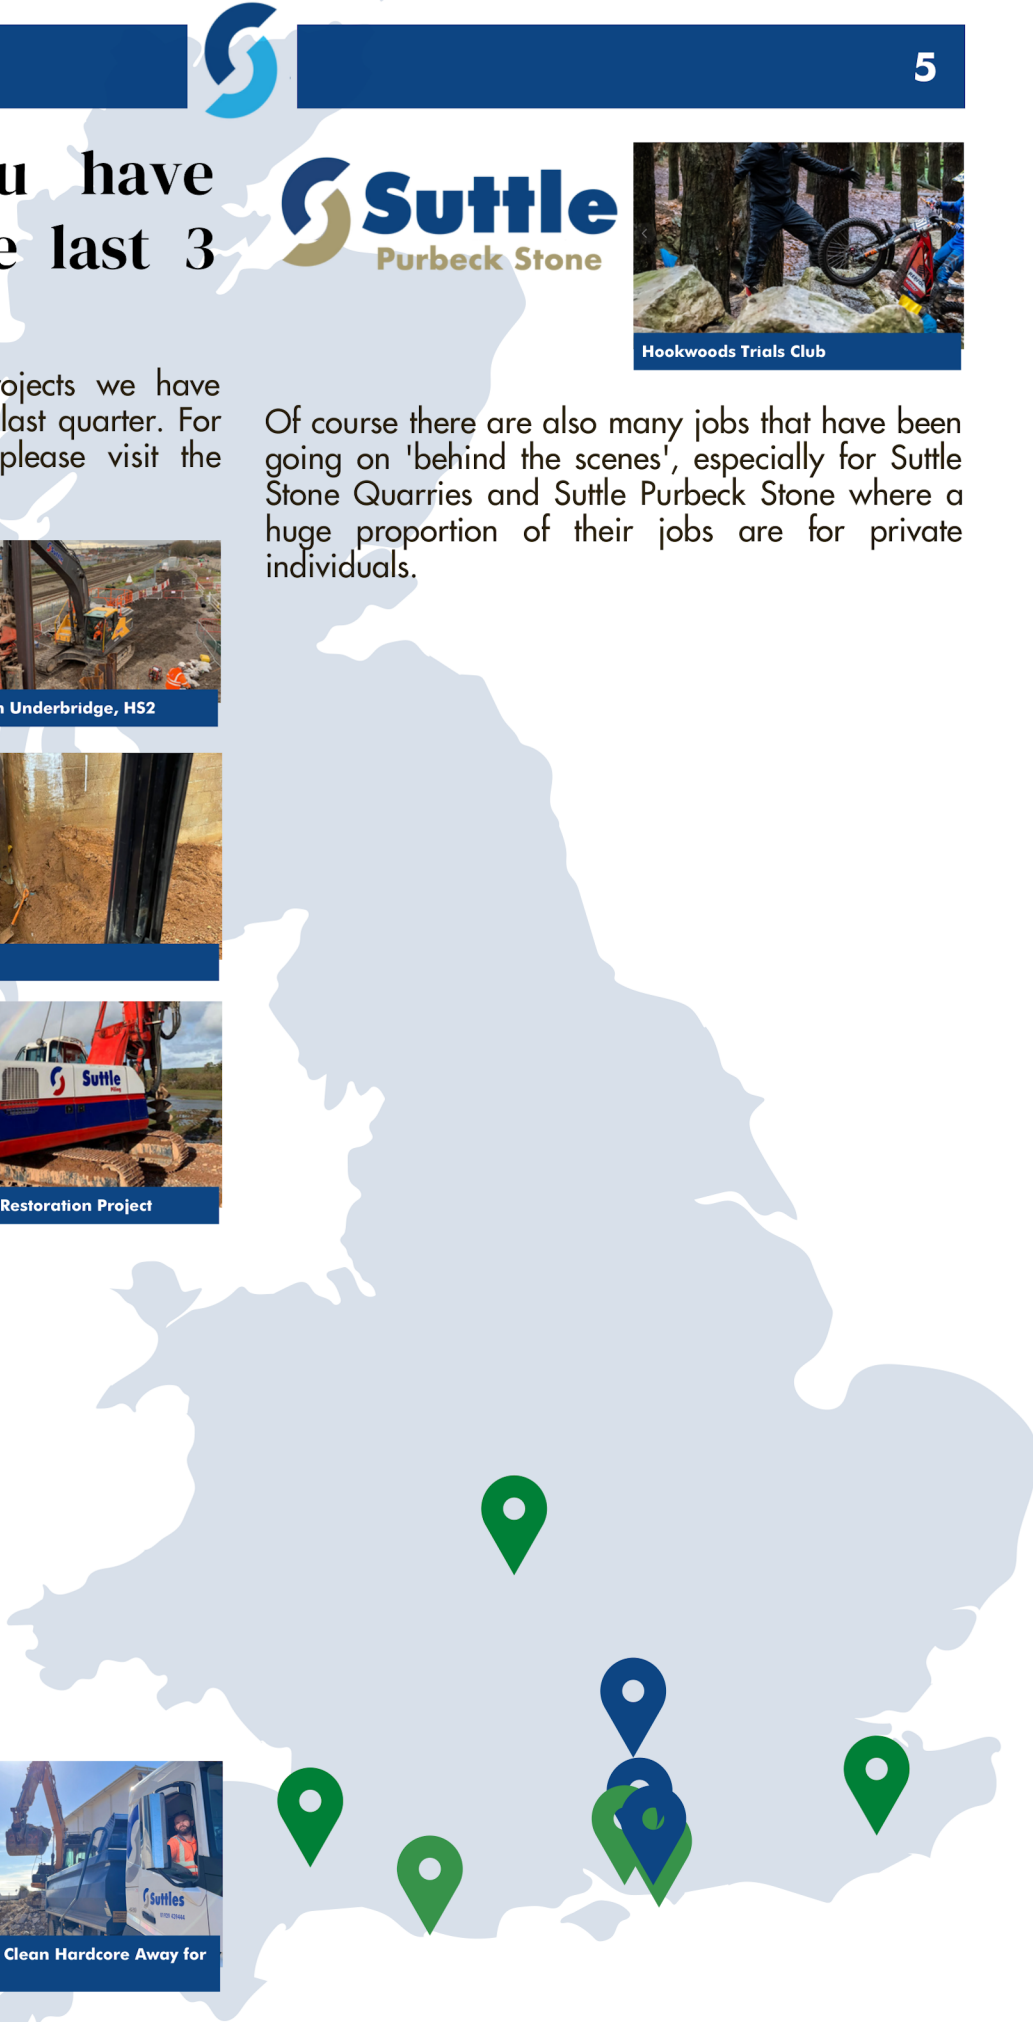 5
u have
e last 3
Suttle
Purbeck Stone
Hookwoods Trials Club
ojects we have
last quarter. For
please visit the
Of course there are also many jobs that have been
going on 'behind the scenes', especially for Suttle
Stone Quarries and Suttle Purbeck Stone where a
huge proportion of their jobs are for private
individuals.
n Underbridge, HS2
Suttle
Piling
Restoration Project
Suttles
Clean Hardcore Away for